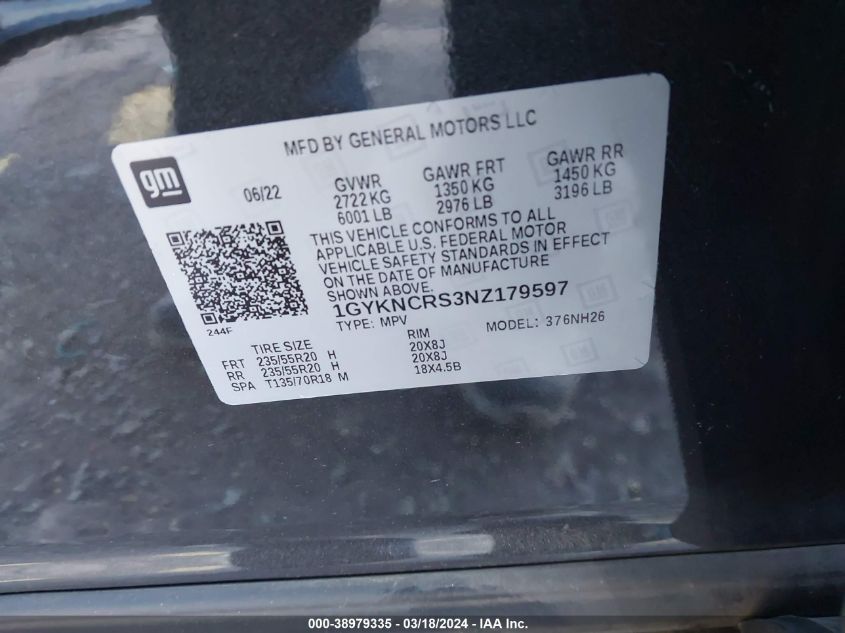 MFD BY GENERAL MOTORS LLC
gm
06/22
GVWR GAWR FRT GAWR RR
2722 KG 1350 KG 1450 KG
6001 LB 2976 LB 3196 LB
THIS VEHICLE CONFORMS TO ALL
APPLICABLE U.S. FEDERAL MOTOR
VEHICLE SAFETY STANDARDS IN EFFECT
ON THE DATE OF MANUFACTURE
SHOWN ABOVE.
1GYKNCRS3NZ179597
TYPE: MPV MODEL: 376NH26
244F
TIRE SIZE RIM
FRT 235/55R20 H 20X8J
RR 235/55R20 H 20X8J
SPA T135/70R18 M 18X4.5B
000-38979335 - 03/18/2024 - IAA Inc.